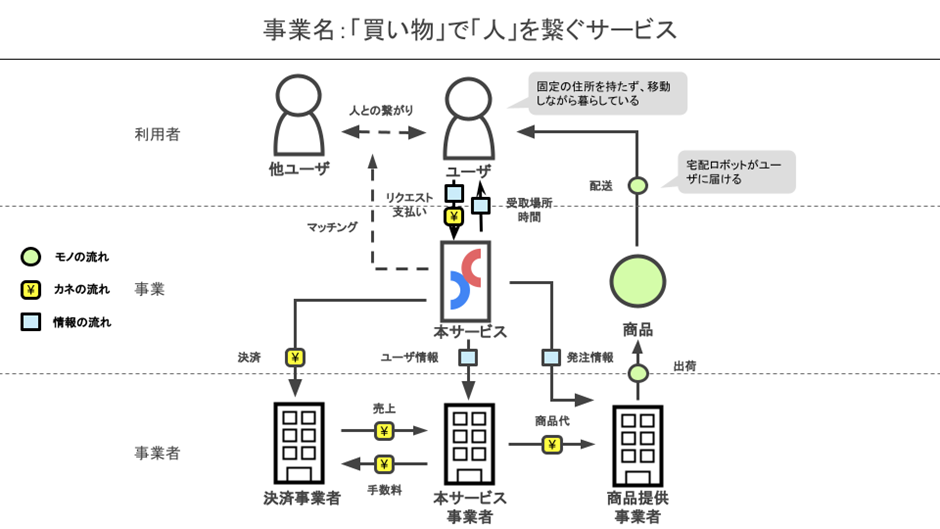 事業名：「買い物」で「人」を繋ぐサービス
固定の住所を持たず、移動
しながら暮らしている
人との繋がり
利用者
他ユーザ
ユーザ
宅配ロボットがユー
ザに届ける
配送
リクエスト
支払い
受取場所
時間
マッチング
モノの流れ
¥
カネの流れ
情報の流れ
事業
¥
本サービス
商品
決済
¥
ユーザ情報
発注情報
出荷
事業者
売上
¥
¥
手数料
商品代
¥
決済事業者
本サービス
事業者
商品提供
事業者